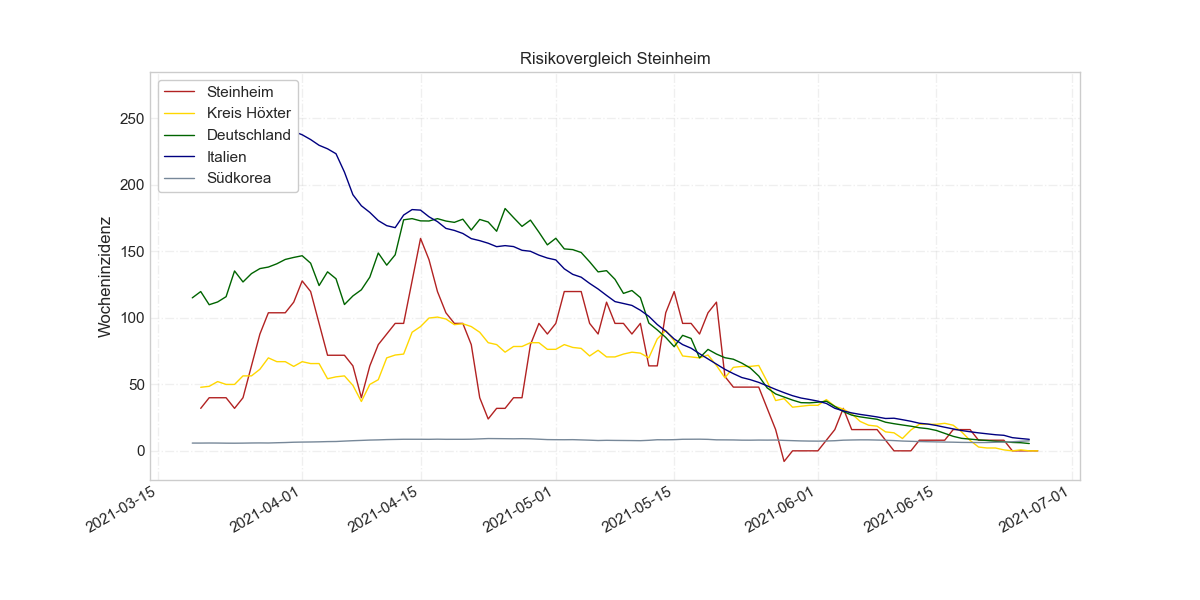 Risikovergleich Steinheim
Steinheim
Kreis Höxter
Deutschland
Italien
Südkorea
Wocheninzidenz
250
200
150
100
50
0
2021-03-15
2021-04-01
2021-04-15
2021-05-01
2021-05-15
2021-06-01
2021-06-15
2021-07-01